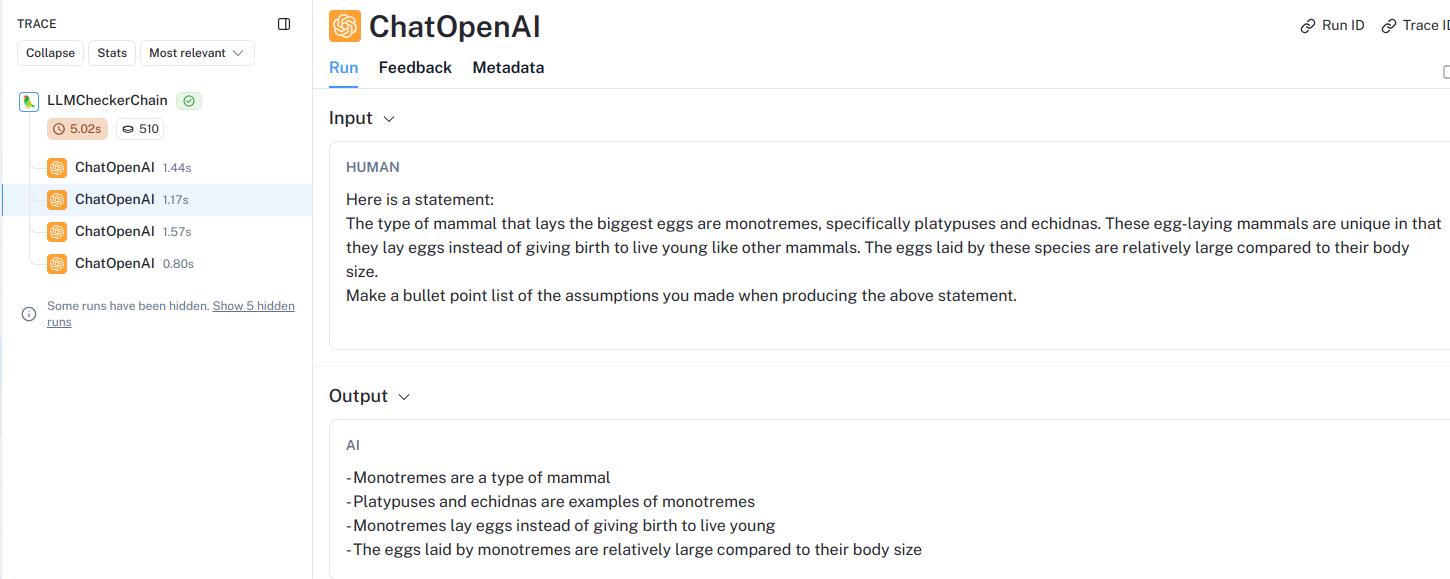 TRACE
Collapse Stats Most relevant
LLMCheckerChain
5.02s 510
ChatOpenAI 1.44s
ChatOpenAI 1.17s
ChatOpenAI 1.57s
ChatOpenAI 0.80s
Some runs have been hidden. Show 5 hidden
runs
ChatOpenAI
Run ID Trace ID
Run Feedback Metadata
Input
HUMAN
Here is a statement:
The type of mammal that lays the biggest eggs are monotremes, specifically platypuses and echidnas. These egg-laying mammals are unique in that
they lay eggs instead of giving birth to live young like other mammals. The eggs laid by these species are relatively large compared to their body
size.
Make a bullet point list of the assumptions you made when producing the above statement.
Output
AI
- Monotremes are a type of mammal
- Platypuses and echidnas are examples of monotremes
- Monotremes lay eggs instead of giving birth to live young
- The eggs laid by monotremes are relatively large compared to their body size